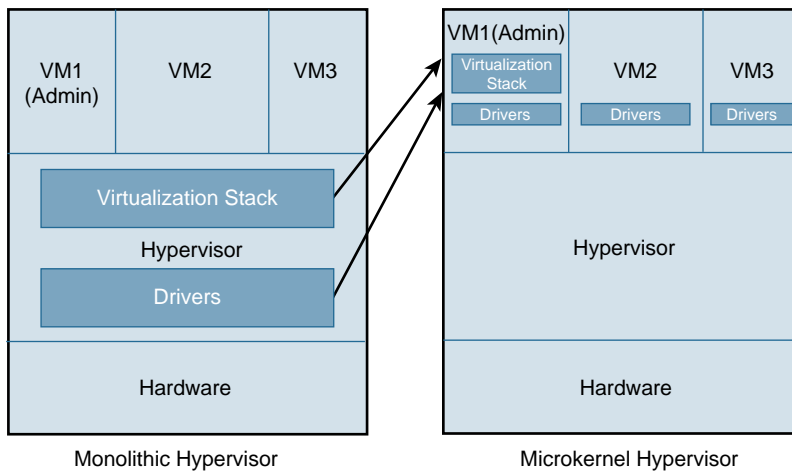 VM1
(Admin)
VM2
VM3
Virtualization Stack
Hypervisor
Drivers
Hardware
Monolithic Hypervisor
VM1(Admin)
Virtualization
Stack
Drivers
VM2
Drivers
VM3
Drivers
Hypervisor
Hardware
Microkernel Hypervisor